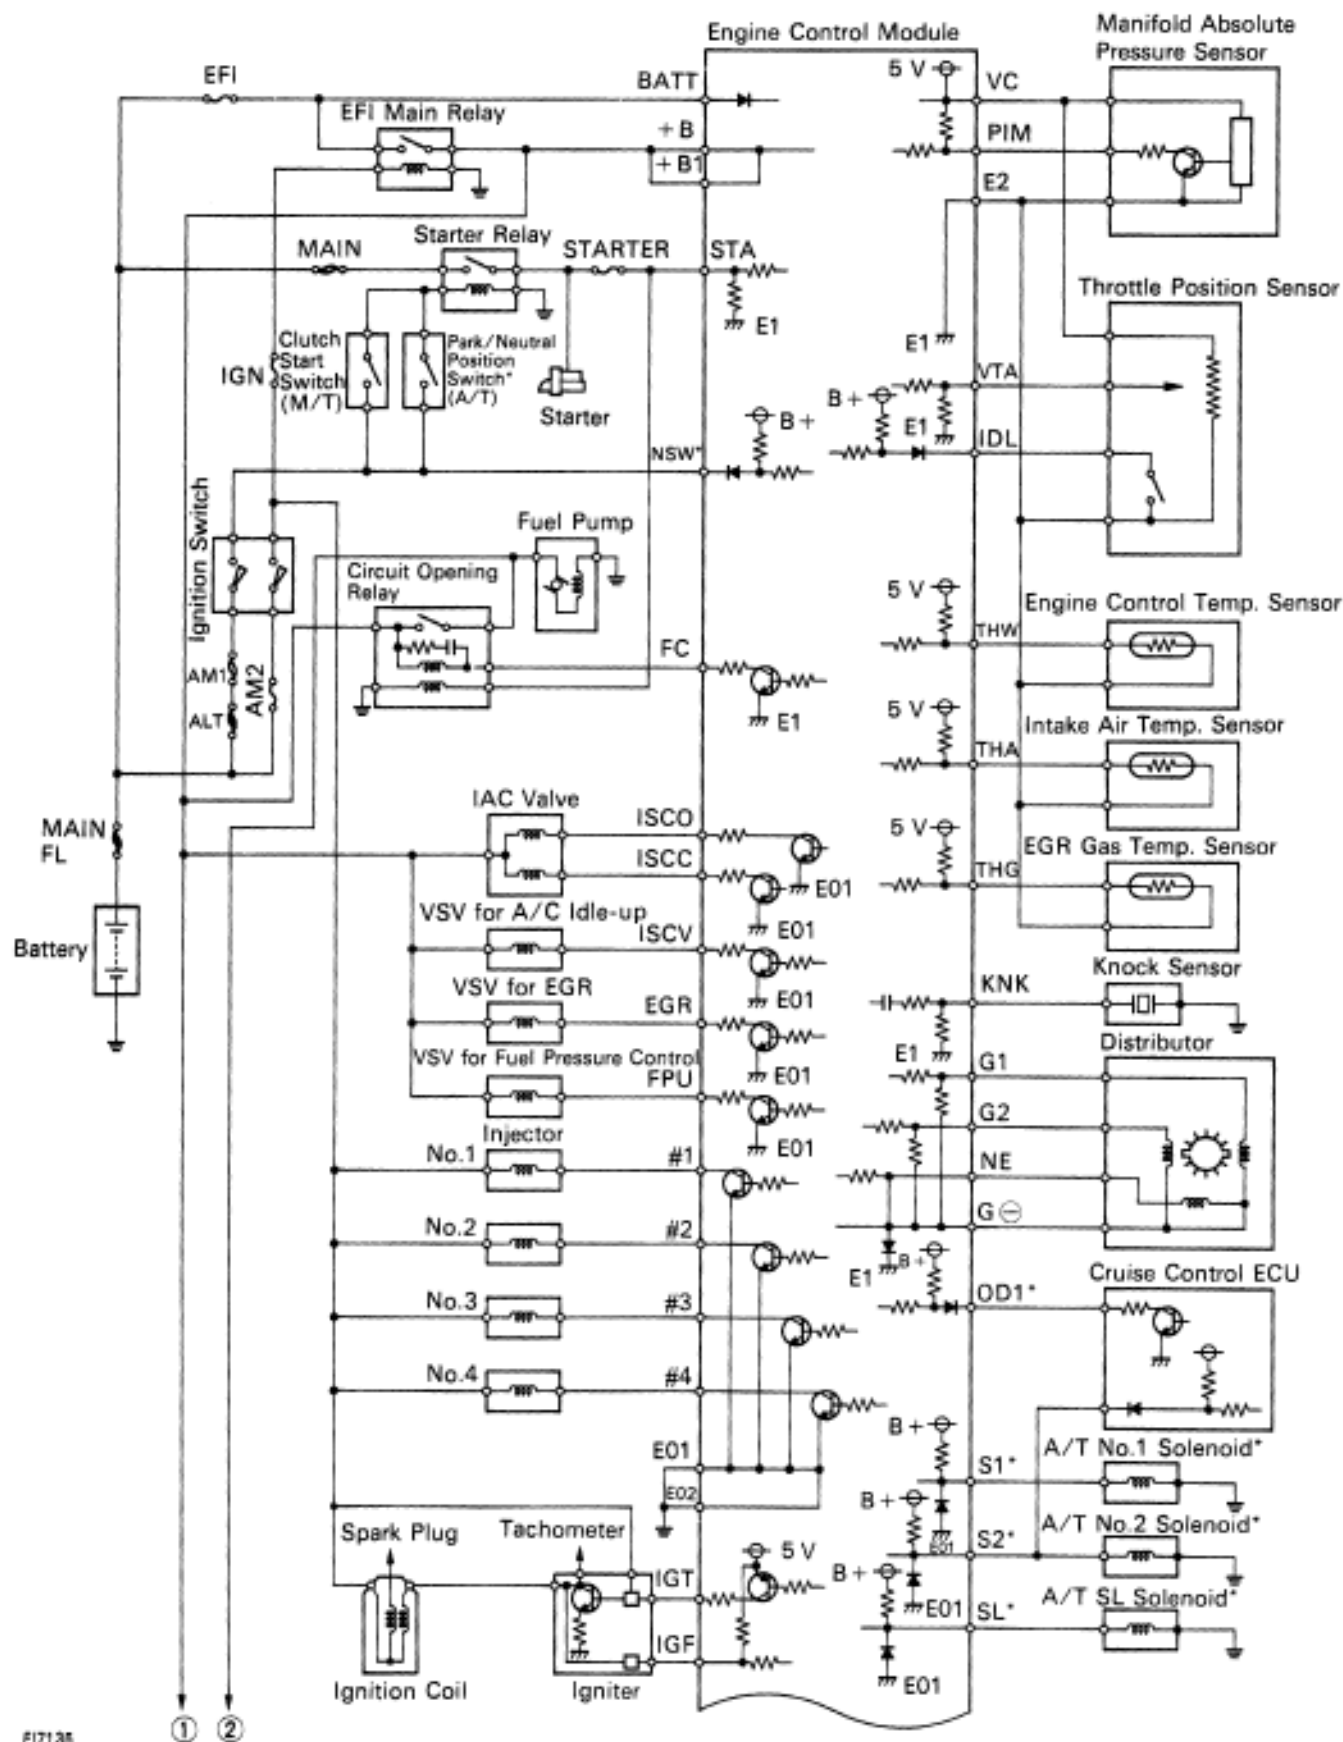 Engine Control Module
Manifold Absolute
Pressure Sensor
EFI
BATT
5 V
VC
EFI Main Relay
+ B
+ B1
PIM
E2
MAIN
Starter Relay
STARTER
STA
E1
Throttle Position Sensor
Clutch
Start
Switch
(M/T)
Park/Neutral
Position
Switch*
(A/T)
IGN
Starter
E1
VTA
B +
B +
E1
IDL
NSW*
Ignition Switch
Fuel Pump
Circuit Opening
Relay
5 V
Engine Control Temp. Sensor
THW
FC
E1
AM1
AM2
ALT
5 V
Intake Air Temp. Sensor
THA
IAC Valve
ISCO
MAIN
FL
5 V
EGR Gas Temp. Sensor
ISCC
E01
THG
VSV for A/C Idle-up
ISCV
E01
Battery
Knock Sensor
VSV for EGR
EGR
E01
KNK
Distributor
VSV for Fuel Pressure Control
FPU
E01
E1
G1
G2
Injector
E01
No.1
#1
NE
G ⊖
No.2
#2
E1
B +
Cruise Control ECU
No.3
#3
OD1*
No.4
#4
B +
A/T No.1 Solenoid*
E01
S1*
E02
B +
E01
A/T No.2 Solenoid*
S2*
Spark Plug
Tachometer
5 V
IGT
B +
E01
A/T SL Solenoid*
SL*
IGF
E01
Ignition Coil
Igniter
① ②
FI7135